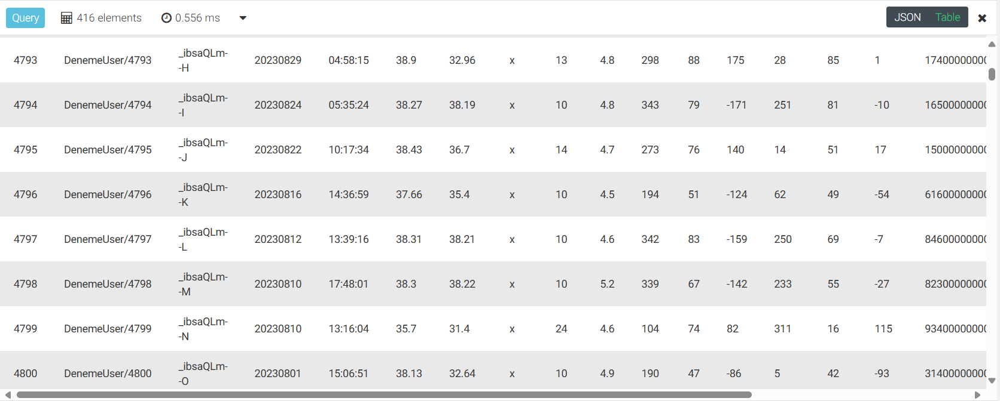 Query 416 elements 0.556 ms JSON Table
4793 DenemeUser/4793 _ibsaQLm--H 20230829 04:58:15 38.9 32.96 x 13 4.8 298 88 175 28 85 1 17400000000
4794 DenemeUser/4794 _ibsaQLm--I 20230824 05:35:24 38.27 38.19 x 10 4.8 343 79 -171 251 81 -10 16500000000
4795 DenemeUser/4795 _ibsaQLm--J 20230822 10:17:34 38.43 36.7 x 14 4.7 273 76 140 14 51 17 15000000000
4796 DenemeUser/4796 _ibsaQLm--K 20230816 14:36:59 37.66 35.4 x 10 4.5 194 51 -124 62 49 -54 61600000000
4797 DenemeUser/4797 _ibsaQLm--L 20230812 13:39:16 38.31 38.21 x 10 4.6 342 83 -159 250 69 -7 84600000000
4798 DenemeUser/4798 _ibsaQLm--M 20230810 17:48:01 38.3 38.22 x 10 5.2 339 67 -142 233 55 -27 82300000000
4799 DenemeUser/4799 _ibsaQLm--N 20230810 13:16:04 35.7 31.4 x 24 4.6 104 74 82 311 16 115 93400000000
4800 DenemeUser/4800 _ibsaQLm--O 20230801 15:06:51 38.13 32.64 x 10 4.9 190 47 -86 5 42 -93 31400000000